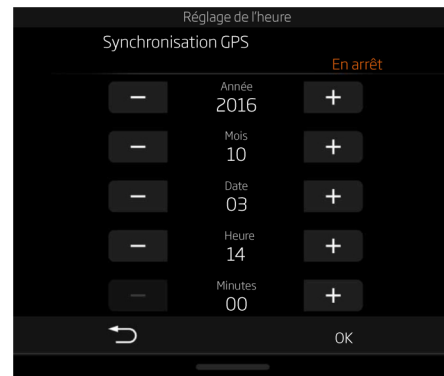 Réglage de l'heure
Synchronisation GPS
En arrêt
Année
− 2016 +
Mois
− 10 +
Date
− 03 +
Heure
− 14 +
Minutes
− 00 +
OK